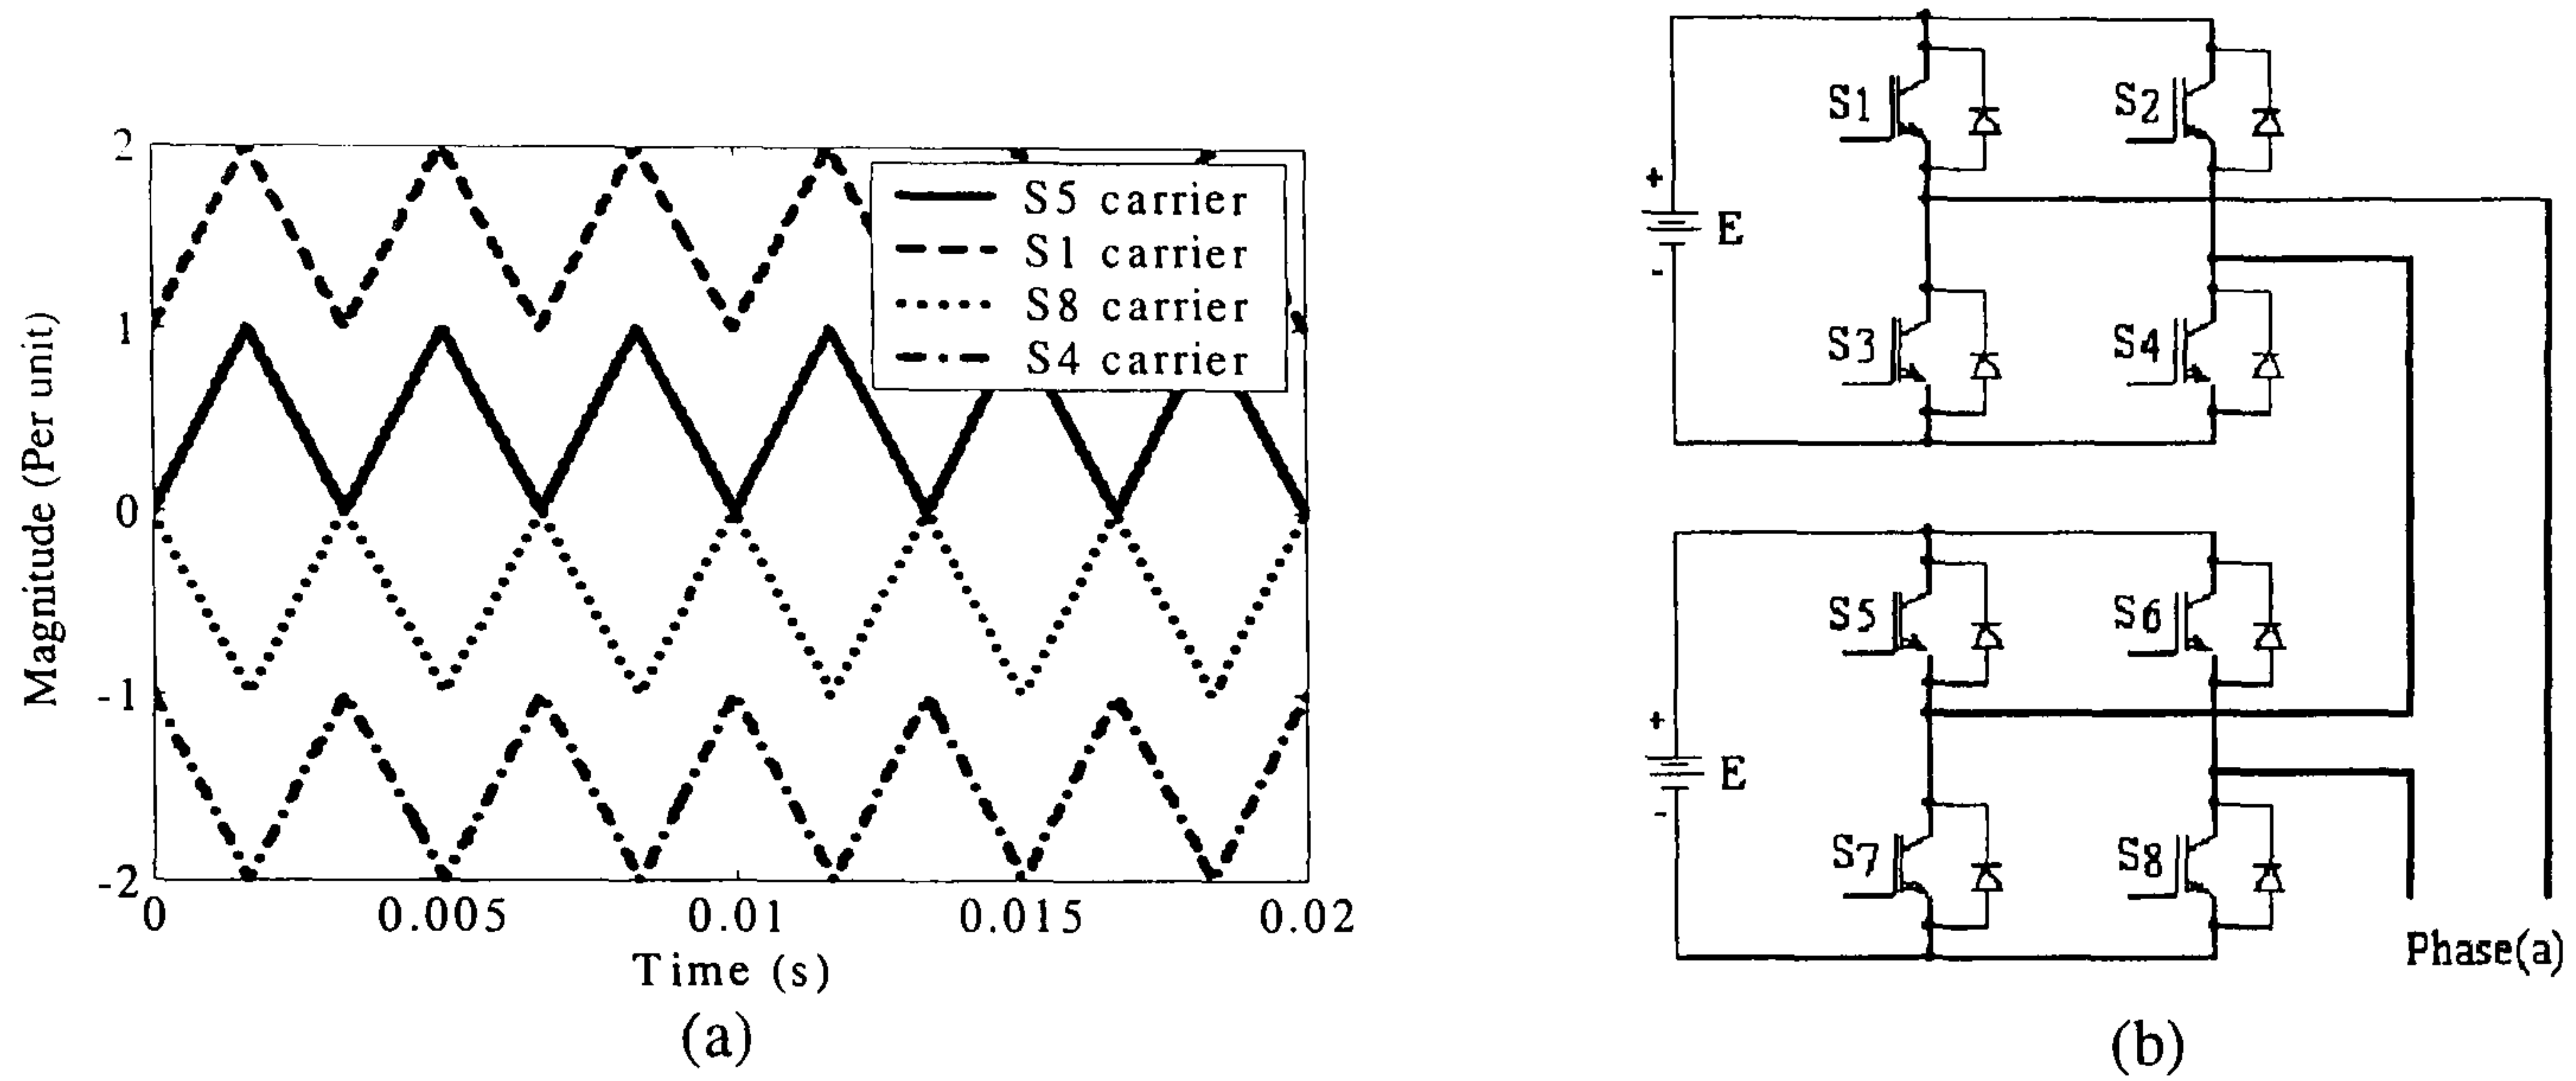 2
1
0
-1
-2
Magnitude (Per unit)
S5 carrier
S1 carrier
S8 carrier
S4 carrier
0
0.005
0.01
0.015
0.02
Time (s)
(a)
S1
S2
+
E
-
S3
S4
S5
S6
+
E
-
S7
S8
Phase(a)
(b)